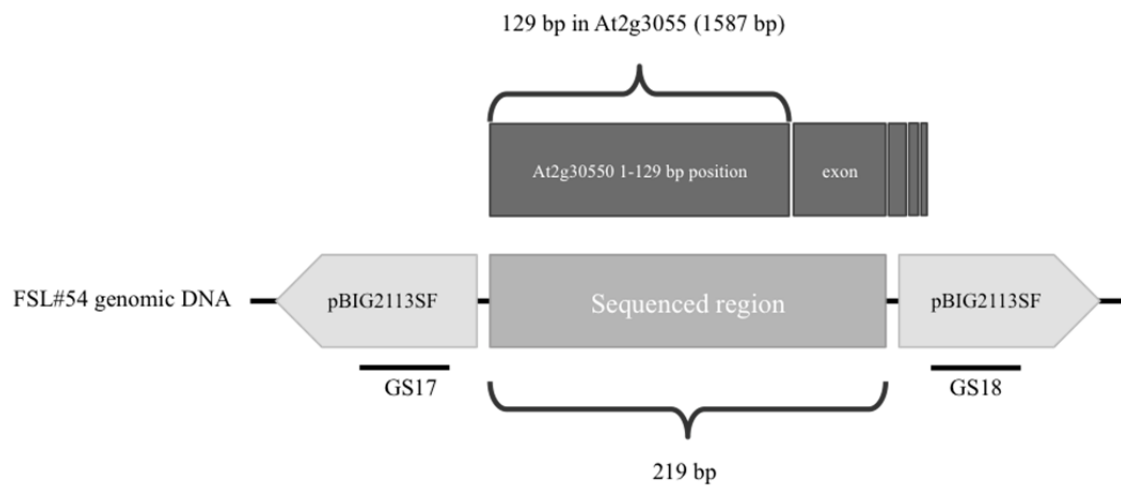 129 bp in At2g3055 (1587 bp)
At2g30550 1-129 bp position
exon
FSL#54 genomic DNA
pBIG2113SF
Sequenced region
pBIG2113SF
GS17
GS18
219 bp